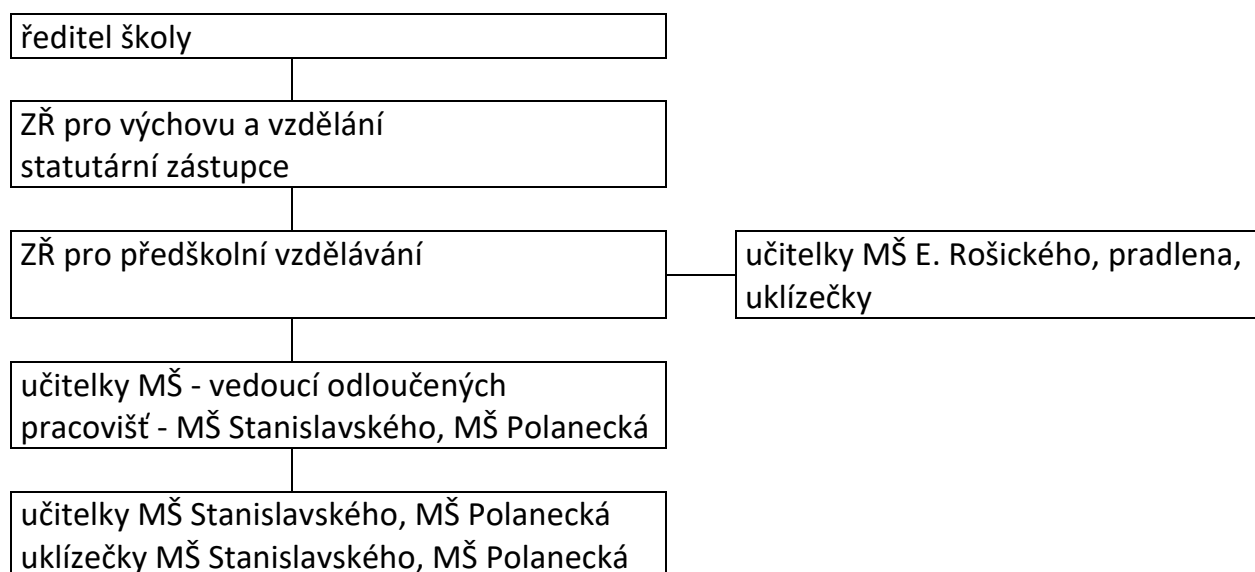 ředitel školy
ZŘ pro výchovu a vzdělání
statutární zástupce
ZŘ pro předškolní vzdělávání
učitelky MŠ E. Rošického, pradlena,
uklízečky
učitelky MŠ - vedoucí odloučených
pracovišť - MŠ Stanislavského, MŠ Polanecká
učitelky MŠ Stanislavského, MŠ Polanecká
uklízečky MŠ Stanislavského, MŠ Polanecká